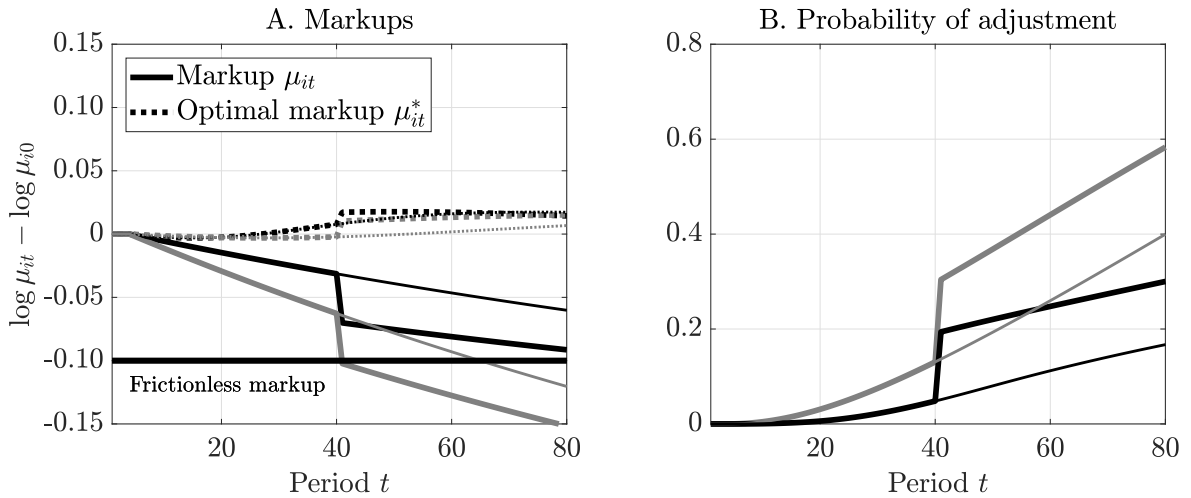 A. Markups
0.15
0.10
0.05
0
-0.05
-0.10
-0.15
log μit − log μi0
Markup μit
Optimal markup μ*it
Frictionless markup
20 40 60 80
Period t
B. Probability of adjustment
0.8
0.6
0.4
0.2
0
20 40 60 80
Period t